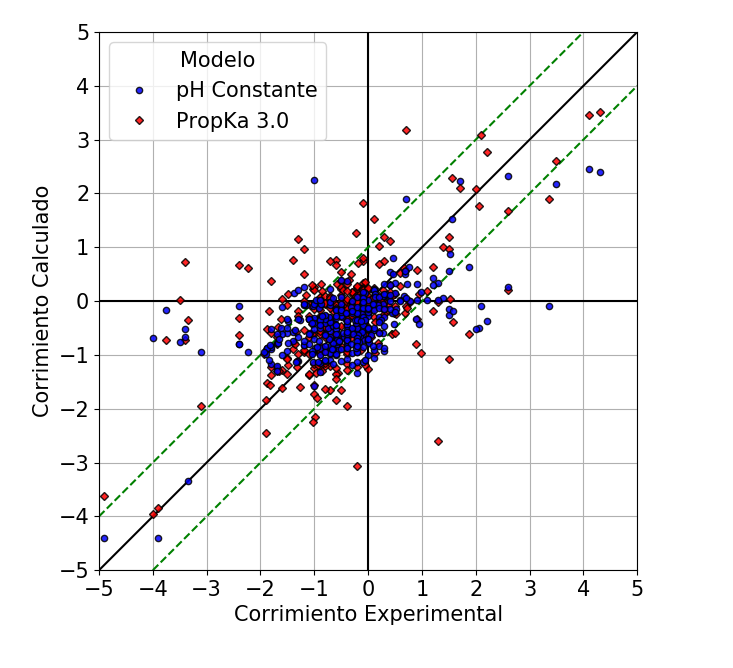 Modelo
pH Constante
PropKa 3.0
5
4
3
2
1
0
−1
−2
−3
−4
−5
Corrimiento Calculado
−5 −4 −3 −2 −1 0 1 2 3 4 5
Corrimiento Experimental